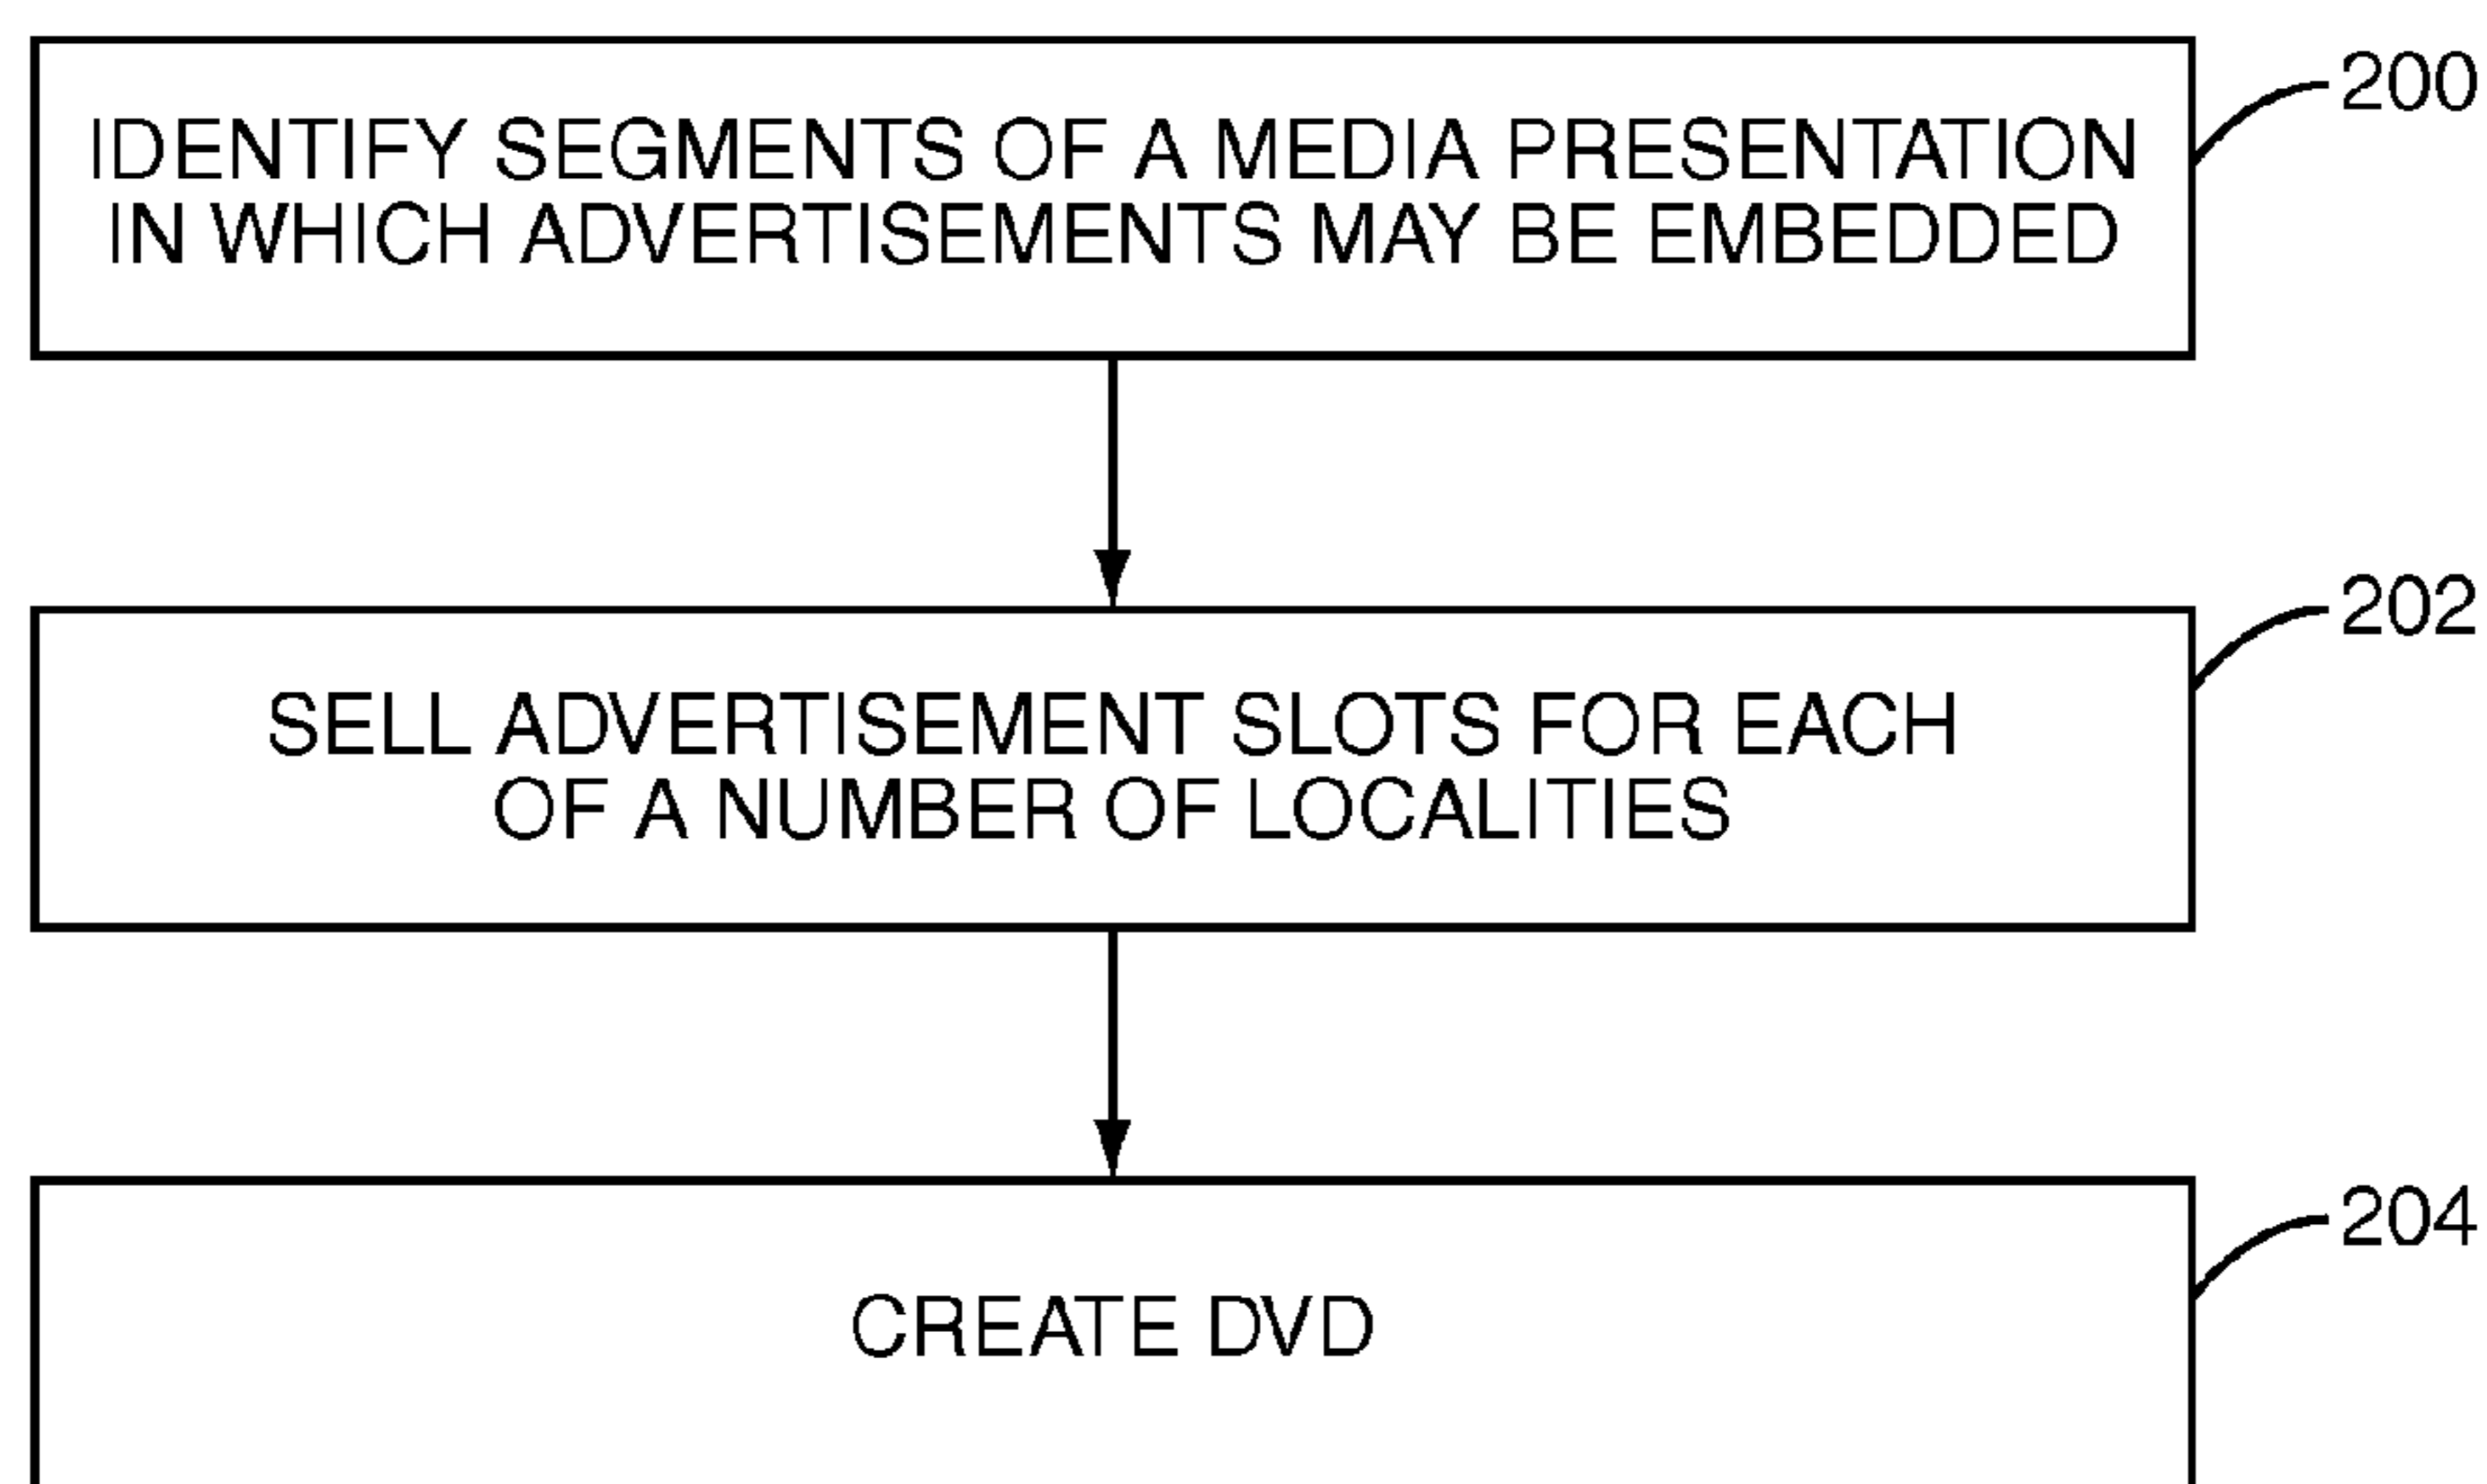 IDENTIFY SEGMENTS OF A MEDIA PRESENTATION
IN WHICH ADVERTISEMENTS MAY BE EMBEDDED
200
SELL ADVERTISEMENT SLOTS FOR EACH
OF A NUMBER OF LOCALITIES
202
CREATE DVD
204